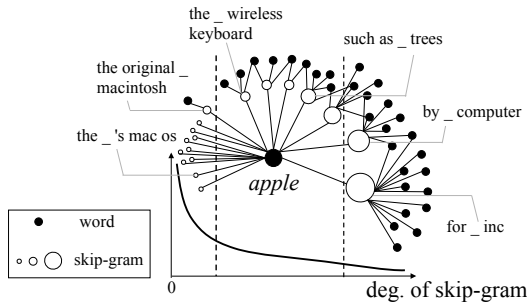 the _ wireless
keyboard
such as _ trees
the original _
macintosh
by _ computer
the _ 's mac os
apple
for _ inc
word
skip-gram
0
deg. of skip-gram